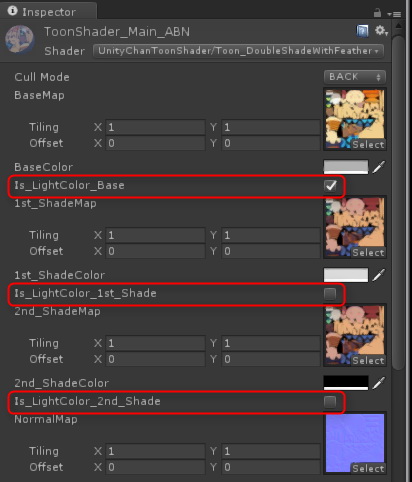 Inspector
ToonShader_Main_ABN
Shader UnityChanToonShader/Toon_DoubleShadeWithFeather
Cull Mode BACK
BaseMap
Tiling X 1 Y 1
Offset X 0 Y 0
Select
BaseColor
Is_LightColor_Base
1st_ShadeMap
Tiling X 1 Y 1
Offset X 0 Y 0
Select
1st_ShadeColor
Is_LightColor_1st_Shade
2nd_ShadeMap
Tiling X 1 Y 1
Offset X 0 Y 0
Select
2nd_ShadeColor
Is_LightColor_2nd_Shade
NormalMap
Tiling X 1 Y 1
Offset X 0 Y 0
Select